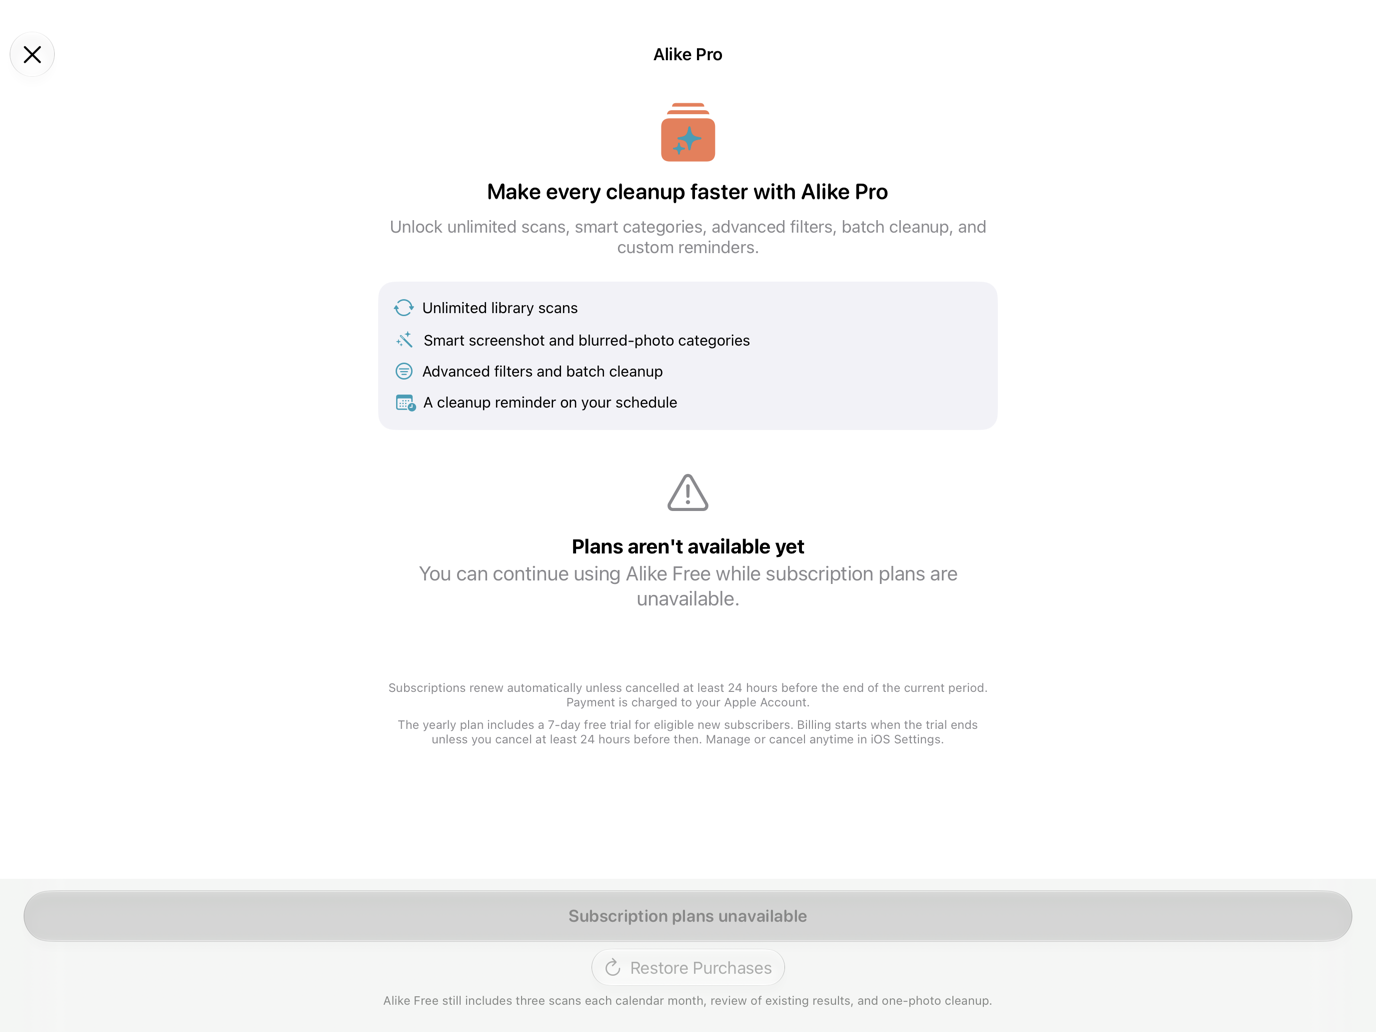 Alike Pro
Make every cleanup faster with Alike Pro
Unlock unlimited scans, smart categories, advanced filters, batch cleanup, and
custom reminders.
Unlimited library scans
Smart screenshot and blurred-photo categories
Advanced filters and batch cleanup
A cleanup reminder on your schedule
Plans aren't available yet
You can continue using Alike Free while subscription plans are
unavailable.
Subscriptions renew automatically unless cancelled at least 24 hours before the end of the current period.
Payment is charged to your Apple Account.
The yearly plan includes a 7-day free trial for eligible new subscribers. Billing starts when the trial ends
unless you cancel at least 24 hours before then. Manage or cancel anytime in iOS Settings.
Subscription plans unavailable
Restore Purchases
Alike Free still includes three scans each calendar month, review of existing results, and one-photo cleanup.